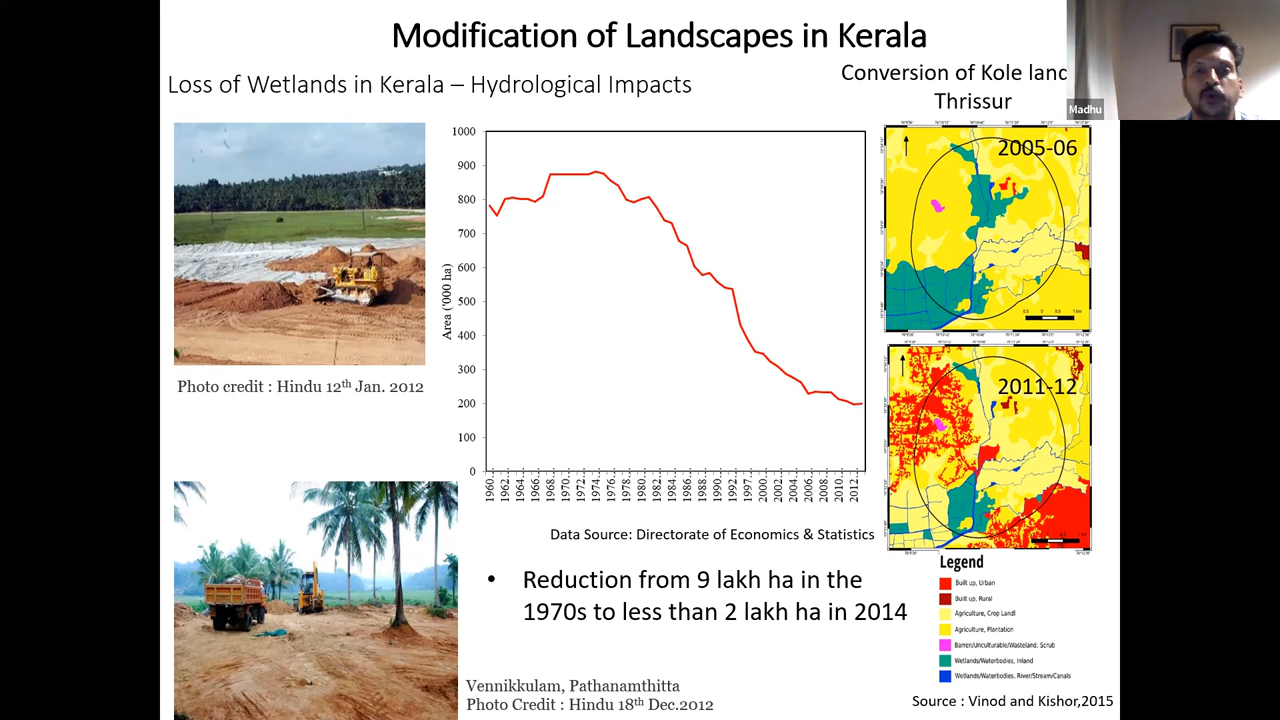 Modification of Landscapes in Kerala
Loss of Wetlands in Kerala – Hydrological Impacts
Conversion of Kole land
Thrissur
Madhu
Photo credit : Hindu 12th Jan. 2012
Area ('000 ha)
1000
900
800
700
600
500
400
300
200
100
0
1960..
1962..
1964..
1966..
1968..
1970..
1972..
1974..
1976..
1978..
1980..
1982..
1984..
1986..
1988..
1990..
1992..
1994..
2000..
2002..
2004..
2006..
2008..
2010..
2012..
Data Source: Directorate of Economics & Statistics
• Reduction from 9 lakh ha in the
1970s to less than 2 lakh ha in 2014
Vennikkulam, Pathanamthitta
Photo Credit : Hindu 18th Dec.2012
2005-06
2011-12
Legend
Built up, Urban
Built up, Rural
Agriculture, Crop Land
Agriculture, Plantation
Barren/Unculturable/Wasteland, Scrub
Wetlands/Waterbodies, Inland
Wetlands/Waterbodies, River/Stream/Canals
Source : Vinod and Kishor,2015